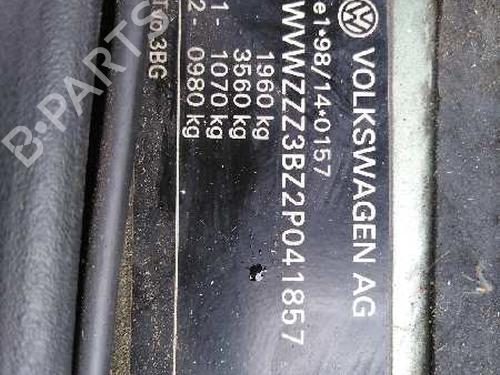 VOLKSWAGEN AG
e1*98/14*0157
WVWZZZ3BZ2P041857
1960 kg
3560 kg
1- 1070 kg
2- 0980 kg
3BG
B-PARTS